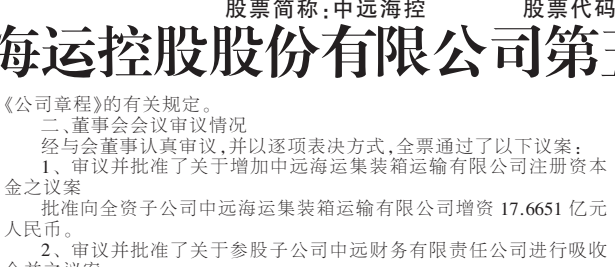 股票简称:中远海控 股票代码
海运控股股份有限公司第
《公司章程》的有关规定。
二、董事会会议审议情况
经与会董事认真审议,并以逐项表决方式,全票通过了以下议案:
1、审议并批准了关于增加中远海运集装箱运输有限公司注册资本
金之议案
批准向全资子公司中远海运集装箱运输有限公司增资 17.6651 亿元
人民币。
2、审议并批准了关于参股子公司中远财务有限责任公司进行吸收